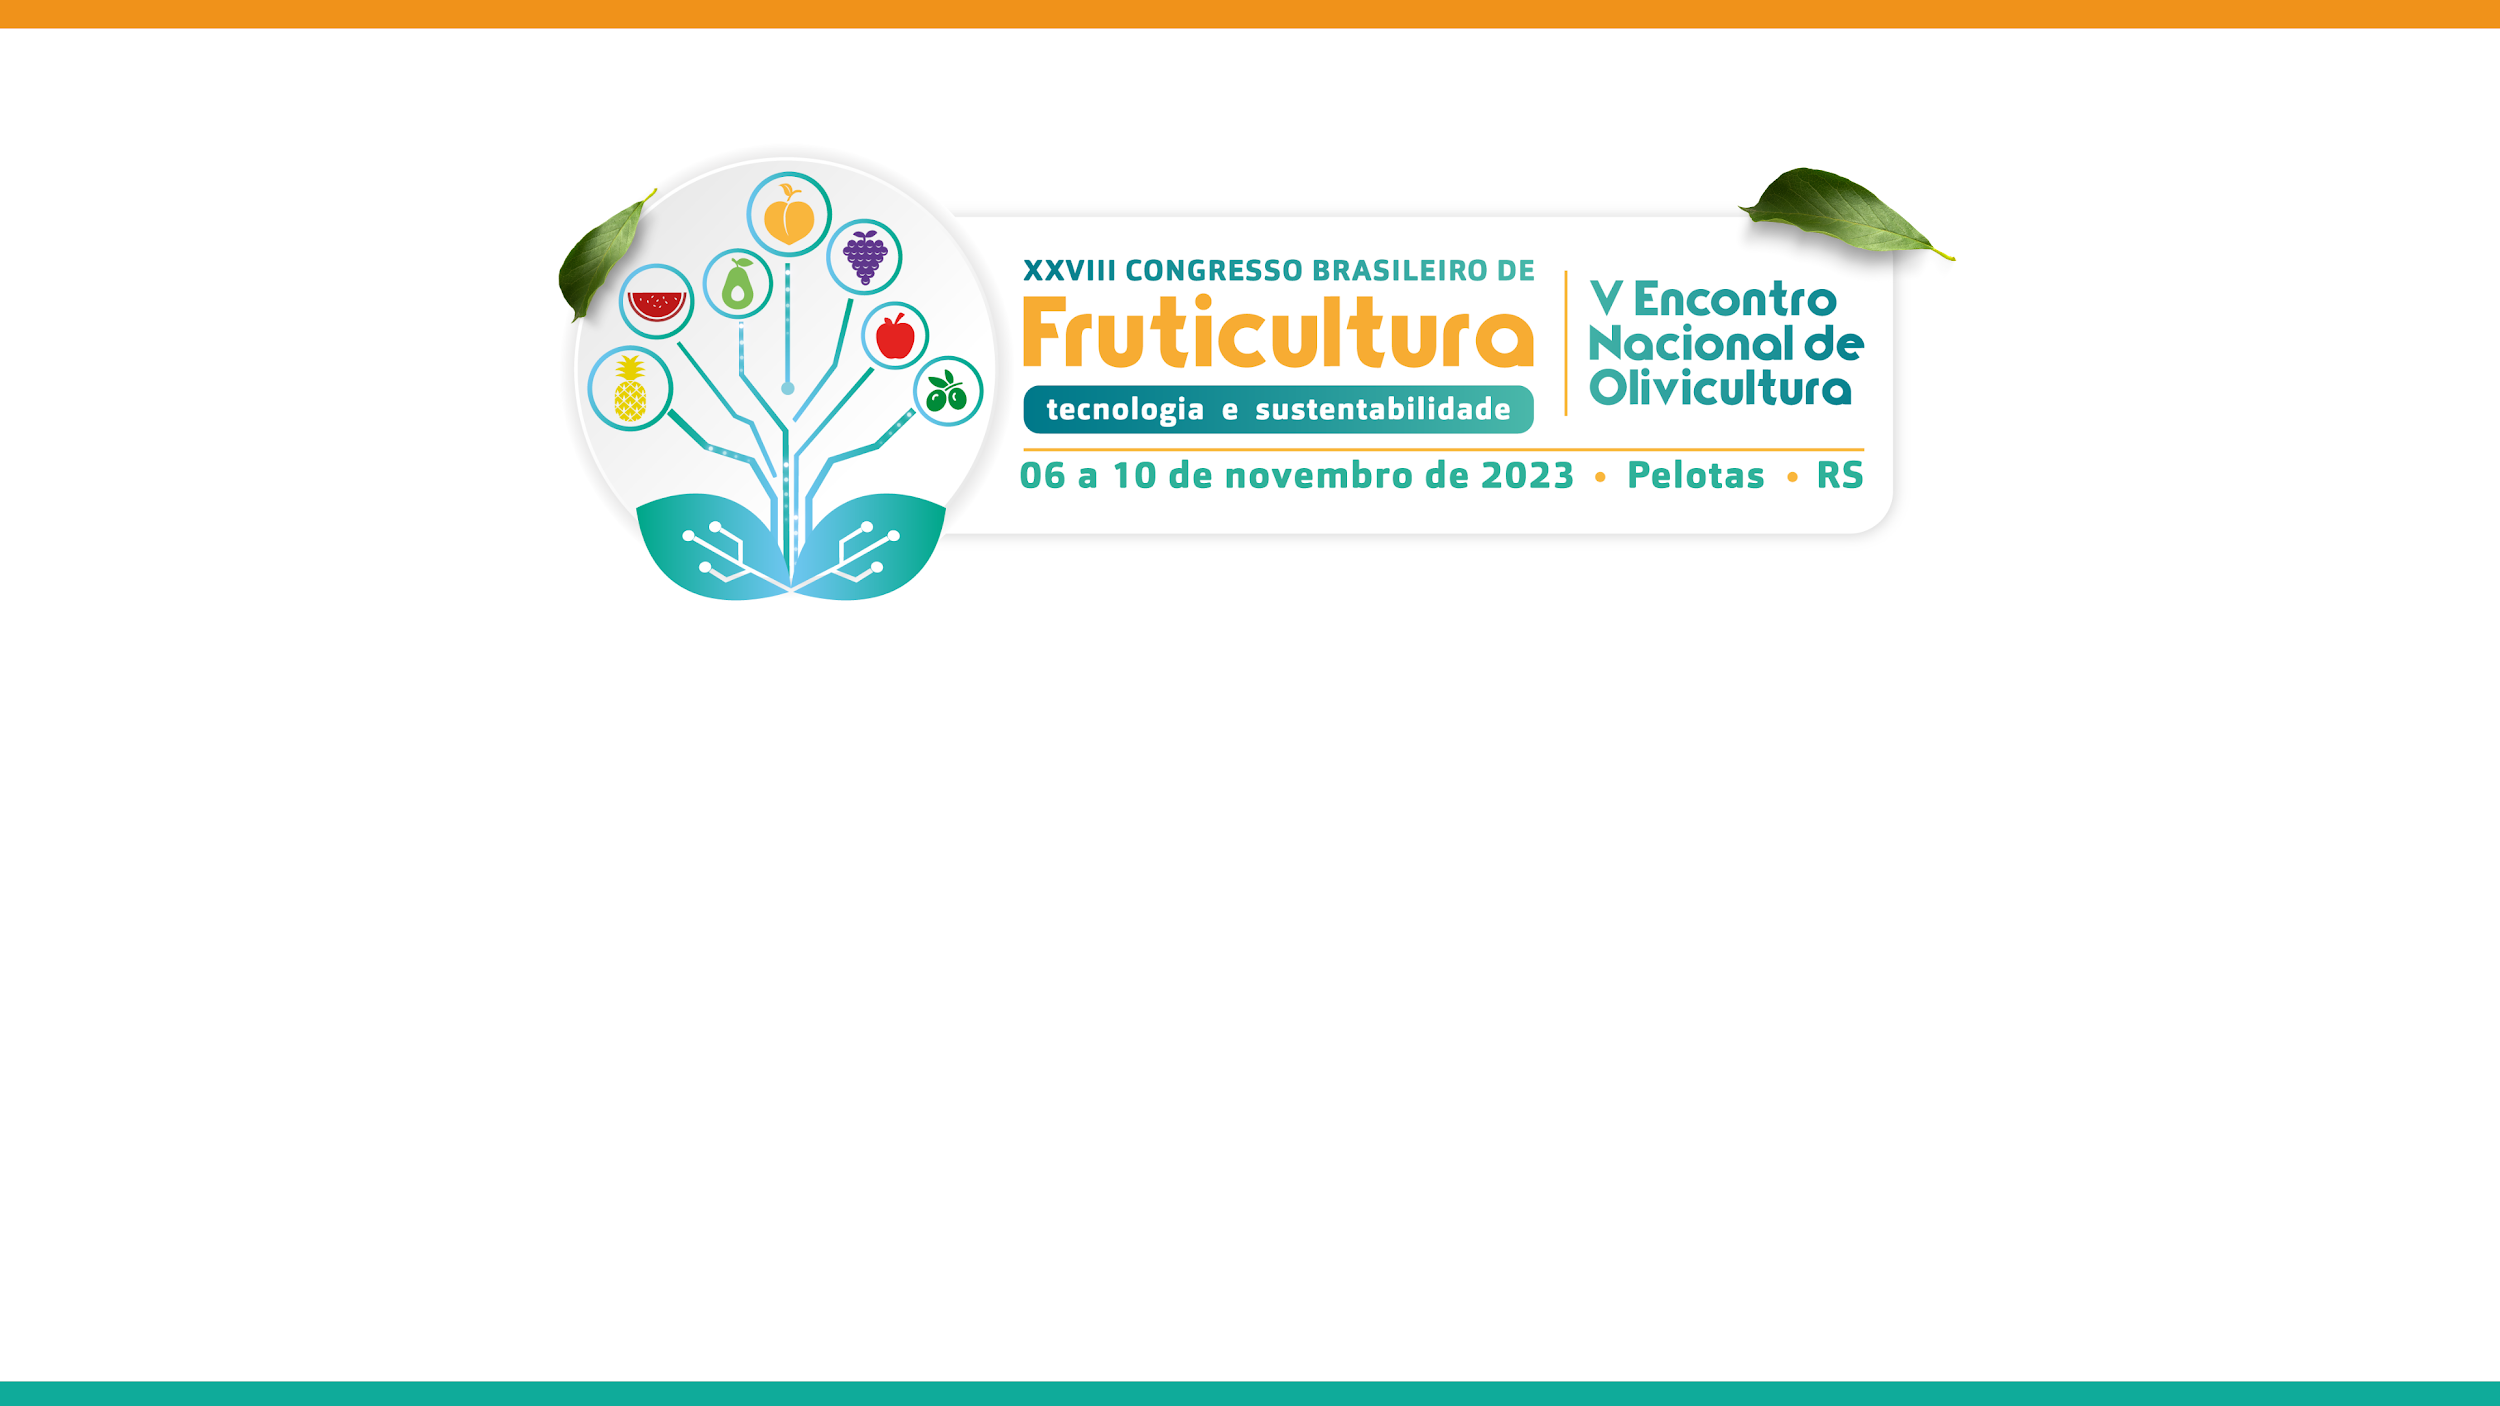 XXVIII CONGRESSO BRASILEIRO DE
Fruticultura
tecnologia e sustentabilidade
V Encontro
Nacional de
Olivicultura
06 a 10 de novembro de 2023 • Pelotas • RS